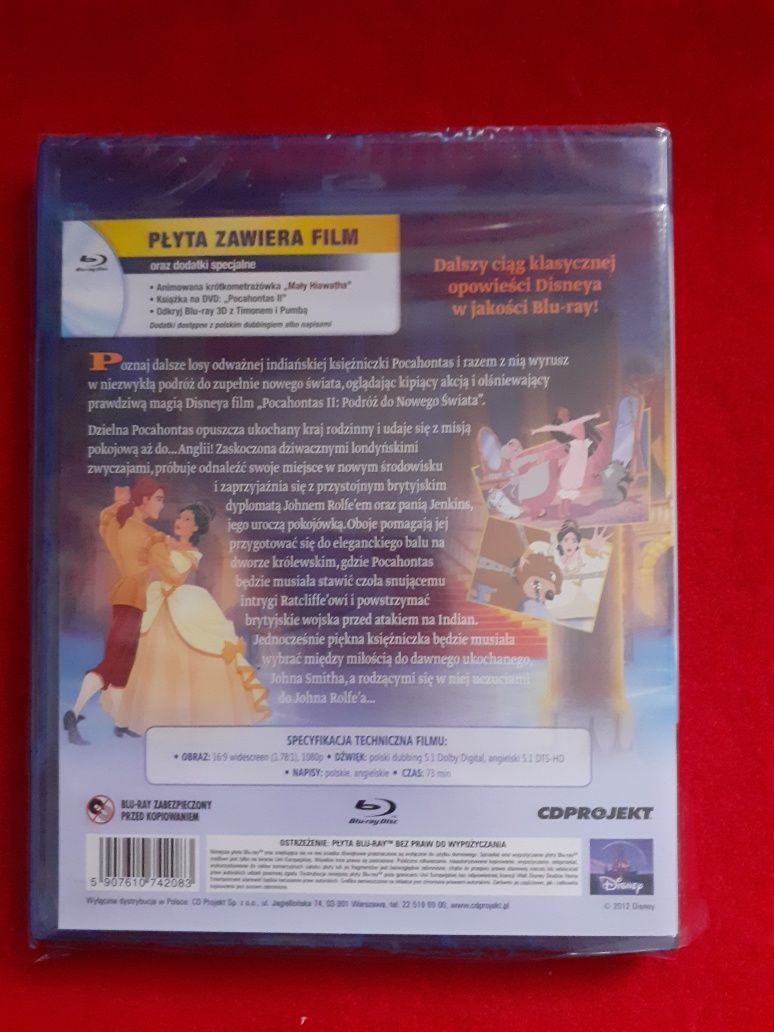 PŁYTA ZAWIERA FILM
oraz dodatki specjalne
• Animowana krótkometrażówka „Mały Hiawatha”
• Książka na DVD: „Pocahontas II”
• Odkryj Blu-ray 3D z Timonem i Pumbą
Dodatki dostępne z polskim dubbingiem albo napisami
Dalszy ciąg klasycznej
opowieści Disneya
w jakości Blu-ray!
Poznaj dalsze losy odważnej indiańskiej księżniczki Pocahontas i razem z nią wyrusz
w niezwykłą podróż do zupełnie nowego świata, oglądając kipiący akcją i olśniewający
prawdziwą magią Disneya film „Pocahontas II: Podróż do Nowego Świata”.
Dzielna Pocahontas opuszcza ukochany kraj rodzinny i udaje się z misją
pokojową aż do... Anglii! Zaskoczona dziwacznymi londyńskimi
zwyczajami, próbuje odnaleźć swoje miejsce w nowym środowisku
i zaprzyjaźnia się z przystojnym brytyjskim
dyplomatą Johnem Rolfe’em oraz panią Jenkins,
jego uroczą pokojówką. Oboje pomagają jej
przygotować się do eleganckiego balu na
dworze królewskim, gdzie Pocahontas
będzie musiała stawić czoła snującemu
intrygi Ratcliffe’owi i powstrzymać
brytyjskie wojska przed atakiem na Indian.
Jednocześnie piękna księżniczka będzie musiała
wybrać między miłością do dawnego ukochanego,
Johna Smitha, a rodzącymi się w niej uczuciami
do Johna Rolfe’a...
SPECYFIKACJA TECHNICZNA FILMU:
• OBRAZ: 16:9 widescreen (1.78:1), 1080p • DŹWIĘK: polski dubbing 5.1 Dolby Digital, angielski 5.1 DTS-HD
• NAPISY: polskie, angielskie • CZAS: 73 min
BLU-RAY ZABEZPIECZONY
PRZED KOPIOWANIEM
Blu-ray Disc
CDPROJEKT
OSTRZEŻENIE: PŁYTA BLU-RAY™ BEZ PRAW DO WYPOŻYCZANIA
5 907610 742083
Disney
Wyłączna dystrybucja w Polsce: CD Projekt Sp. z o.o., ul. Jagiellońska 74, 03-301 Warszawa, tel. 22 519 69 00, www.cdprojekt.pl
© 2012 Disney